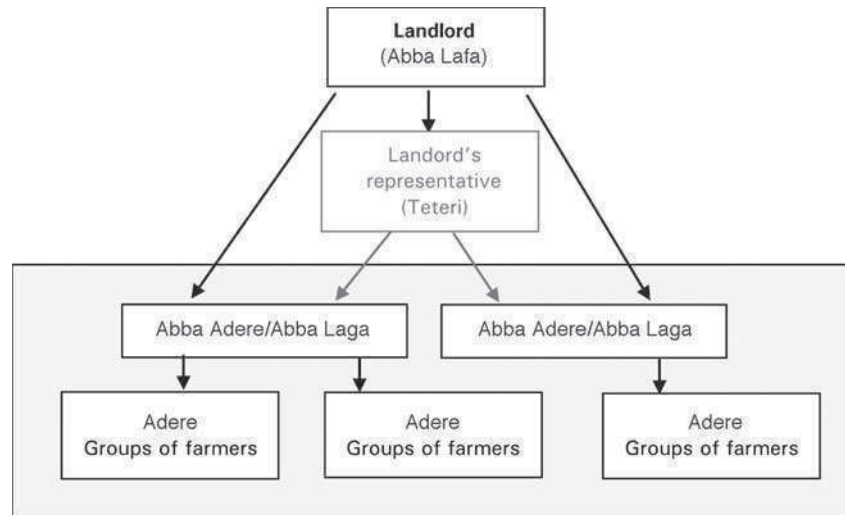 Landlord
(Abba Lafa)
Landord's
representative
(Teteri)
Abba Adere/Abba Laga
Abba Adere/Abba Laga
Adere
Groups of farmers
Adere
Groups of farmers
Adere
Groups of farmers